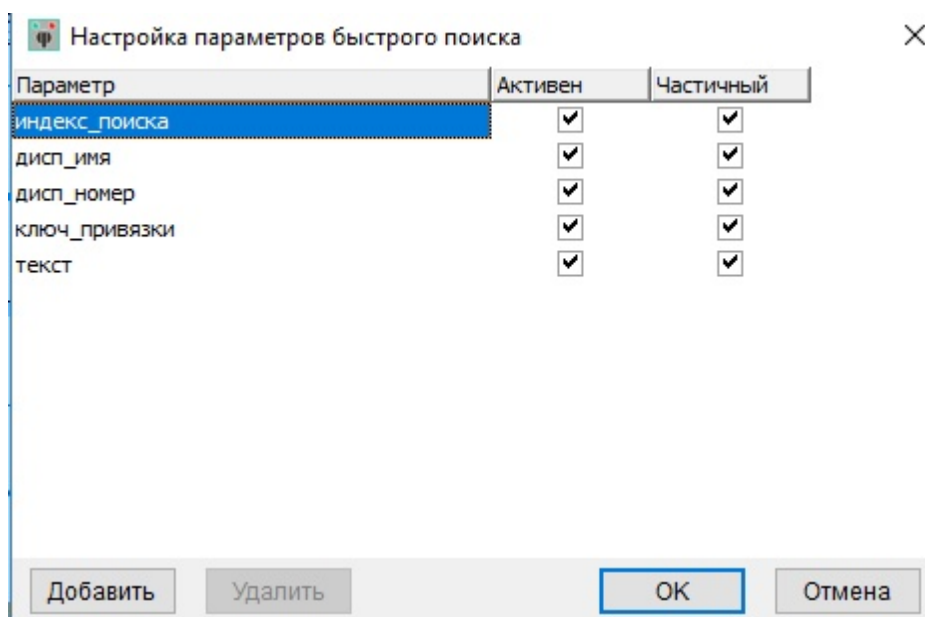 Настройка параметров быстрого поиска
Параметр Активен Частичный
индекс_поиска
дисп_имя
дисп_номер
ключ_привязки
текст
Добавить Удалить OK Отмена